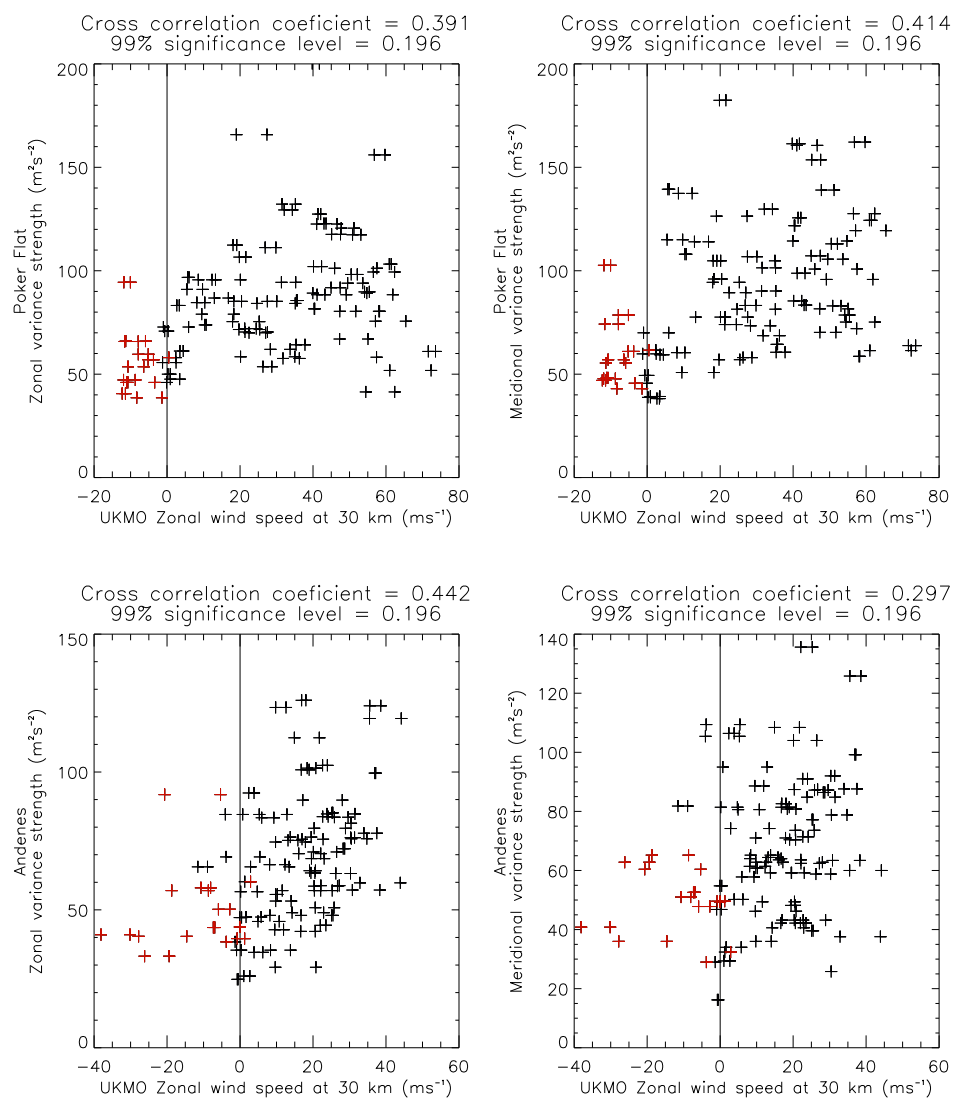 Cross correlation coeficient = 0.391
99% significance level = 0.196
200
150
100
50
0
Poker Flat
Zonal variance strength (m²s⁻²)
−20 0 20 40 60 80
UKMO Zonal wind speed at 30 km (ms⁻¹)
Cross correlation coeficient = 0.414
99% significance level = 0.196
200
150
100
50
0
Poker Flat
Meidional variance strength (m²s⁻²)
−20 0 20 40 60 80
UKMO Zonal wind speed at 30 km (ms⁻¹)
Cross correlation coeficient = 0.442
99% significance level = 0.196
150
100
50
0
Andenes
Zonal variance strength (m²s⁻²)
−40 −20 0 20 40 60
UKMO Zonal wind speed at 30 km (ms⁻¹)
Cross correlation coeficient = 0.297
99% significance level = 0.196
140
120
100
80
60
40
20
0
Andenes
Meridional variance strength (m²s⁻²)
−40 −20 0 20 40 60
UKMO Zonal wind speed at 30 km (ms⁻¹)